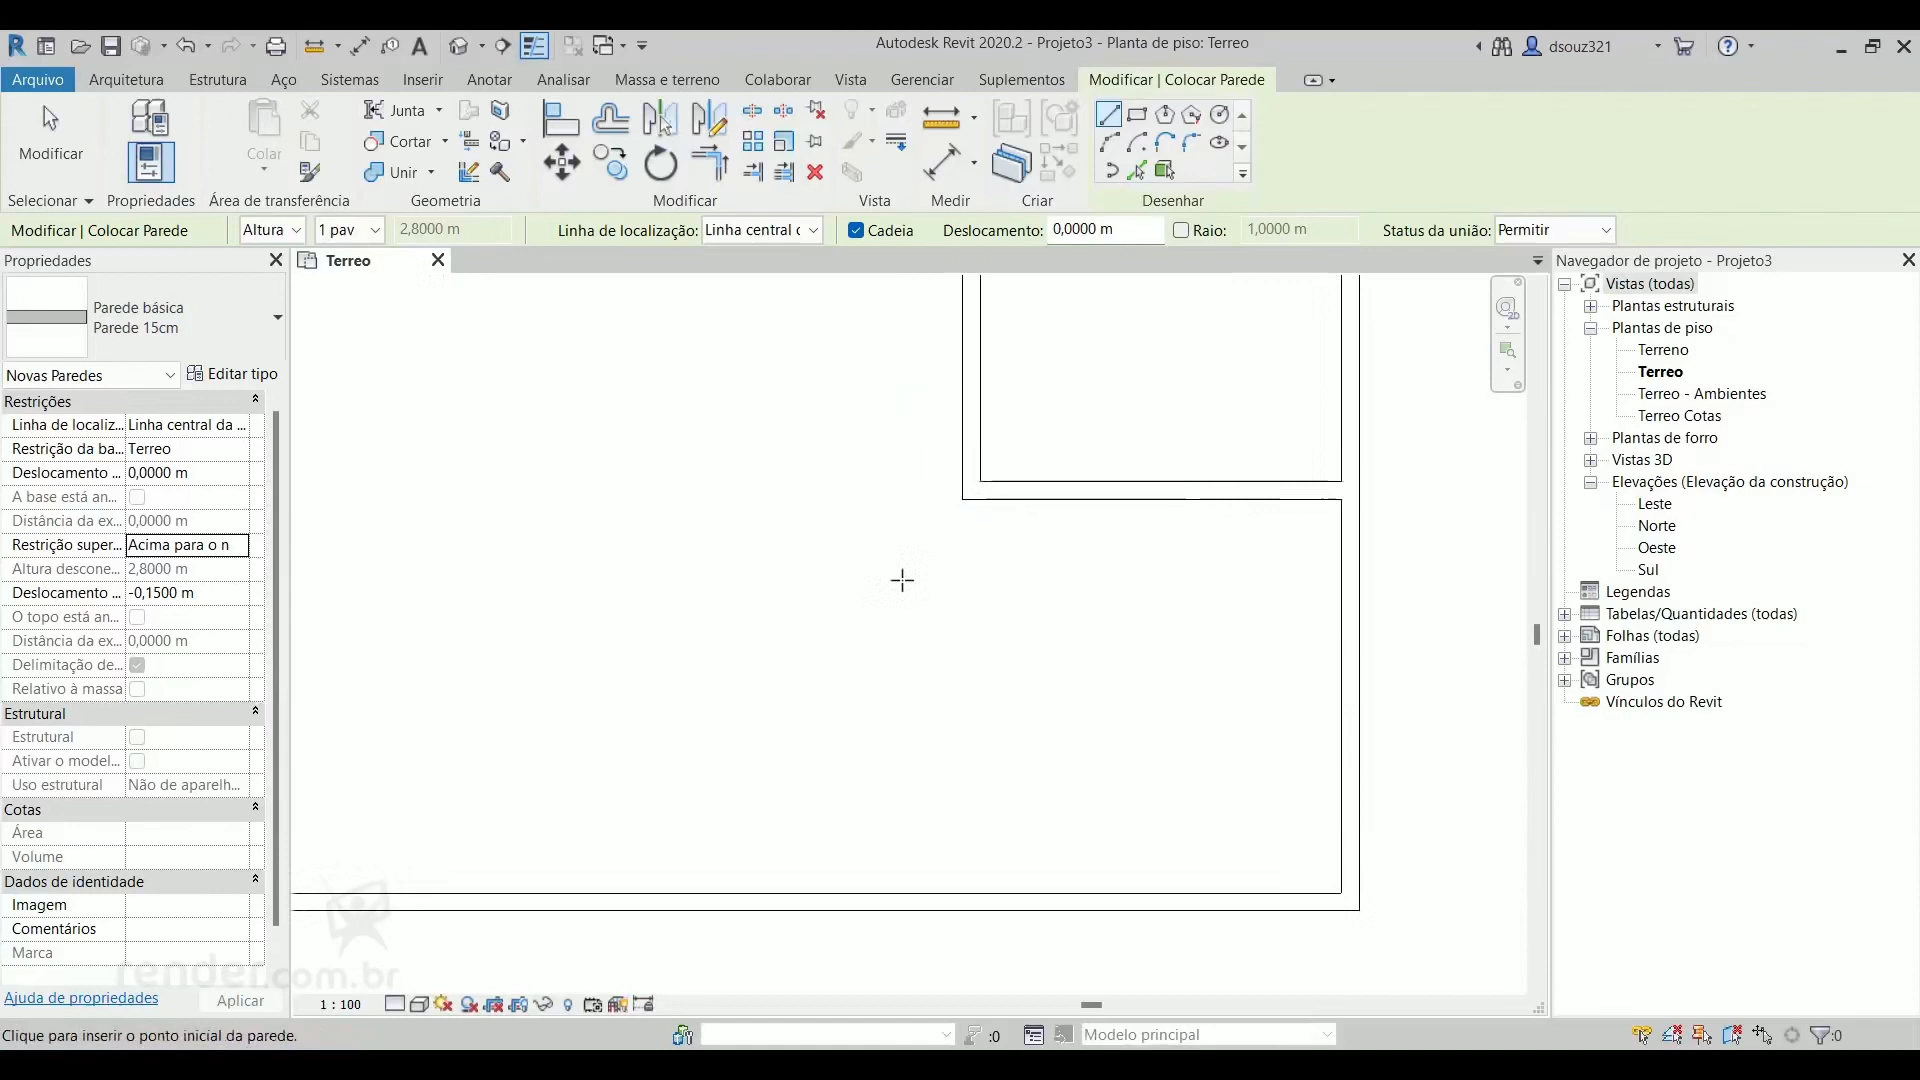 Autodesk Revit 2020.2 - Projeto3 - Planta de piso: Terreo
dsouz321
Arquivo
Arquitetura
Estrutura
Aço
Sistemas
Inserir
Anotar
Analisar
Massa e terreno
Colaborar
Vista
Gerenciar
Suplementos
Modificar | Colocar Parede
Modificar
Colar
Junta
Cortar
Unir
Selecionar
Propriedades
Área de transferência
Geometria
Modificar
Vista
Medir
Criar
Desenhar
Modificar | Colocar Parede
Altura
1 pav
2,8000 m
Linha de localização:
Linha central c
Cadeia
Deslocamento:
0,0000 m
Raio:
1,0000 m
Status da união:
Permitir
Propriedades
Parede básica
Parede 15cm
Novas Paredes
Editar tipo
Restrições
Linha de localiz... Linha central da ...
Restrição da ba... Terreo
Deslocamento ... 0,0000 m
A base está an...
Distância da ex... 0,0000 m
Restrição super... Acima para o n
Altura descone... 2,8000 m
Deslocamento ... -0,1500 m
O topo está an...
Distância da ex... 0,0000 m
Delimitação de...
Relativo à massa
Estrutural
Estrutural
Ativar o model...
Uso estrutural Não de aparelh...
Cotas
Área
Volume
Dados de identidade
Imagem
Comentários
Marca
Ajuda de propriedades
Aplicar
Terreo
2D
render.com.br
1 : 100
Navegador de projeto - Projeto3
Vistas (todas)
Plantas estruturais
Plantas de piso
Terreno
Terreo
Terreo - Ambientes
Terreo Cotas
Plantas de forro
Vistas 3D
Elevações (Elevação da construção)
Leste
Norte
Oeste
Sul
Legendas
Tabelas/Quantidades (todas)
Folhas (todas)
Famílias
Grupos
Vínculos do Revit
Clique para inserir o ponto inicial da parede.
:0
Modelo principal
:0